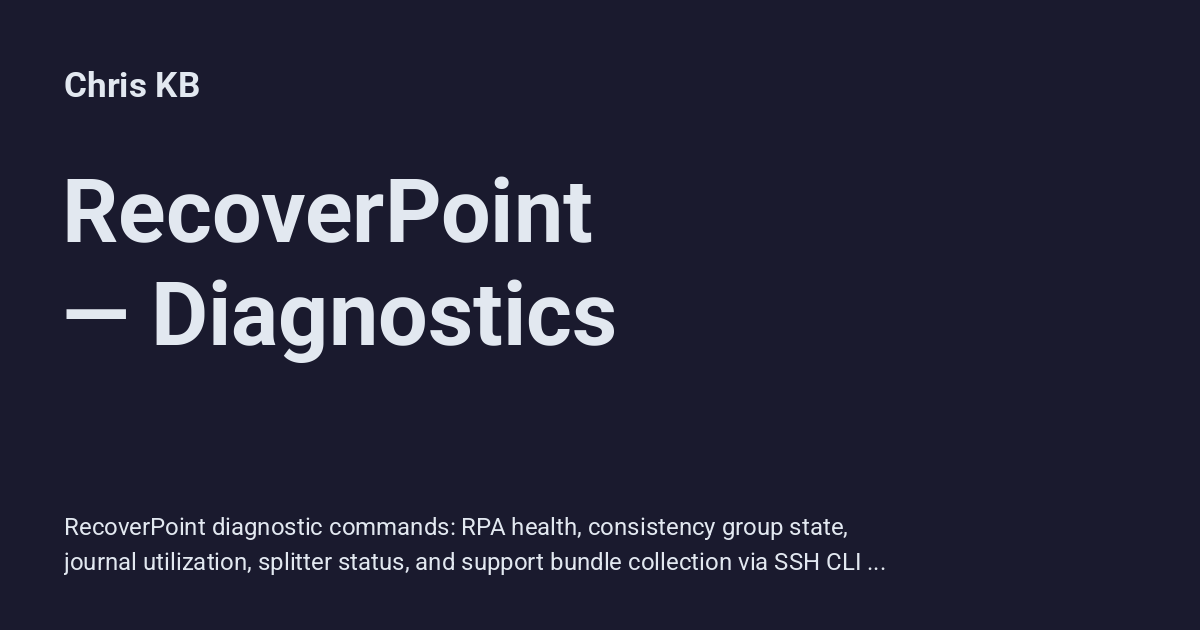 Chris KB
RecoverPoint
— Diagnostics
RecoverPoint diagnostic commands: RPA health, consistency group state,
journal utilization, splitter status, and support bundle collection via SSH CLI ...